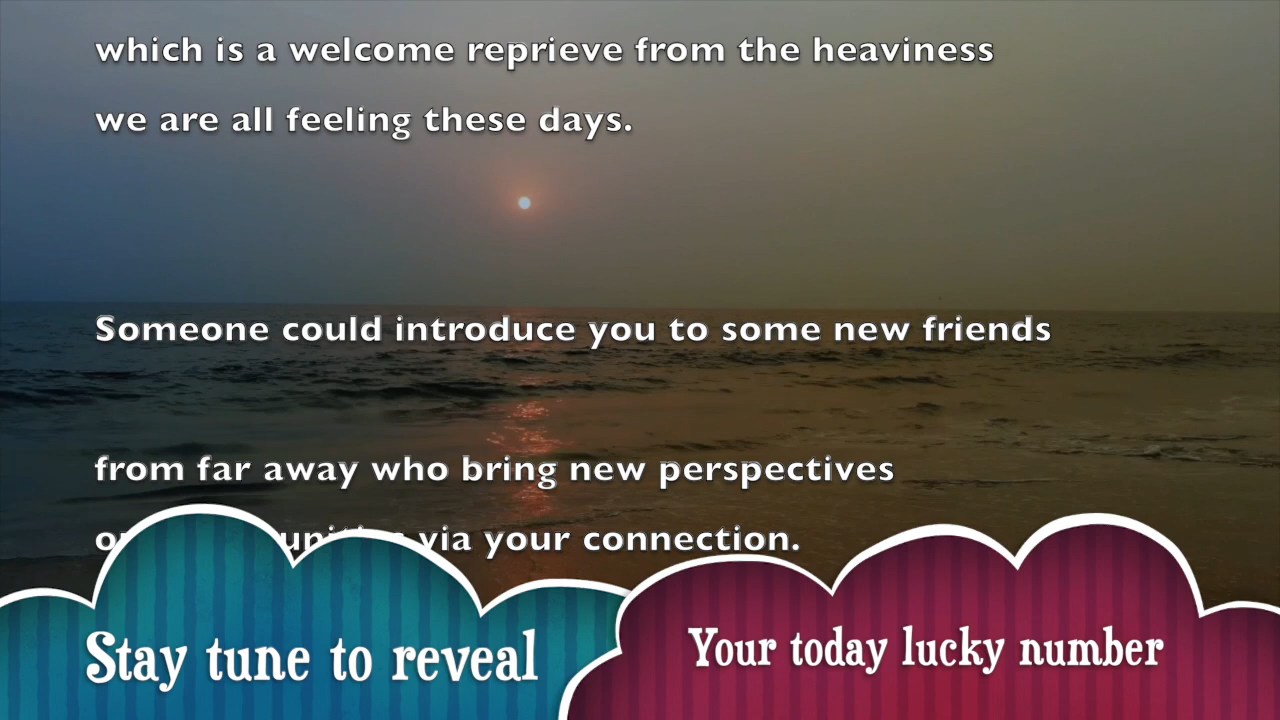 which is a welcome reprieve from the heaviness
we are all feeling these days.
Someone could introduce you to some new friends
from far away who bring new perspectives
via your connection.
Stay tune to reveal
Your today lucky number